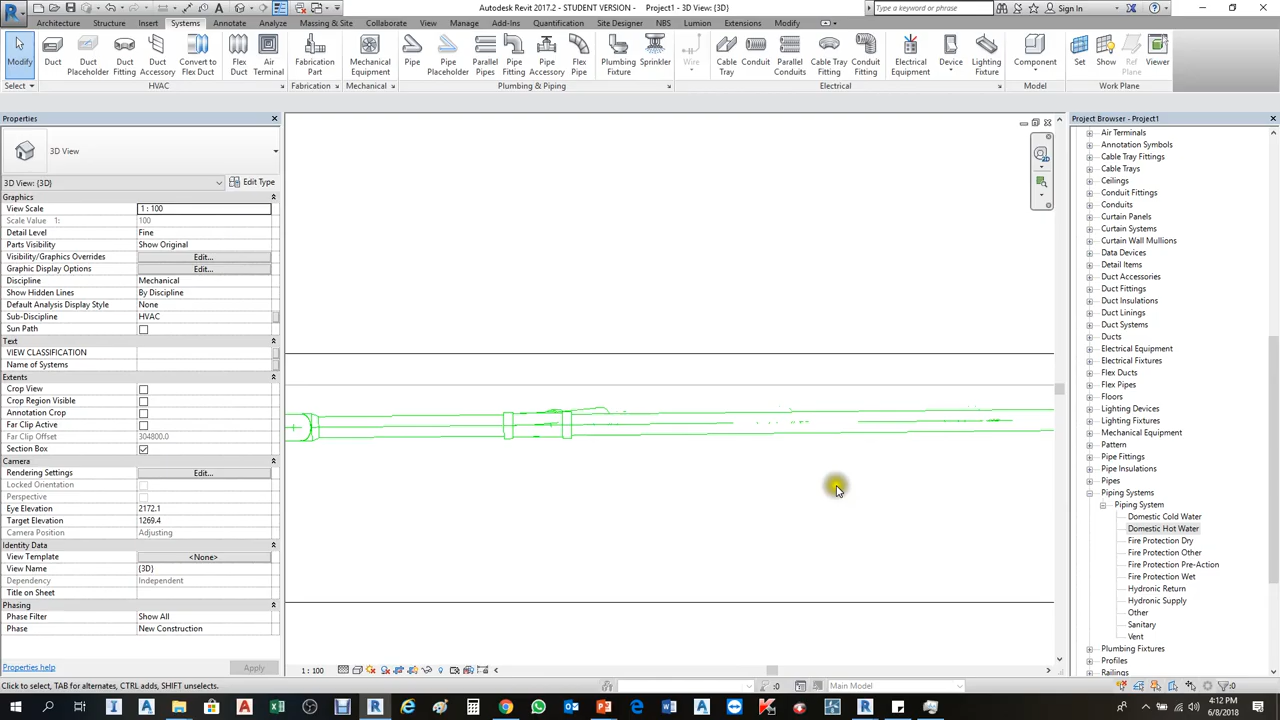 Autodesk Revit 2017.2 - STUDENT VERSION - Project1 - 3D View: {3D}
Type a keyword or phrase
Sign In
Architecture Structure Insert Systems Annotate Analyze Massing & Site Collaborate View Manage Add-Ins Quantification Site Designer NBS Lumion Extensions Modify
Modify
Duct
Duct Placeholder
Duct Fitting
Duct Accessory
Convert to Flex Duct
Flex Duct
Air Terminal
Fabrication Part
Mechanical Equipment
Pipe
Pipe Placeholder
Parallel Pipes
Pipe Fitting
Pipe Accessory
Flex Pipe
Plumbing Fixture
Sprinkler
Wire
Cable Tray
Conduit
Parallel Conduits
Cable Tray Fitting
Conduit Fitting
Electrical Equipment
Device
Lighting Fixture
Component
Set
Show
Ref Plane
Viewer
Select HVAC Fabrication Mechanical Plumbing & Piping Electrical Model Work Plane
Properties
3D View
3D View: {3D}
Edit Type
Graphics
View Scale 1 : 100
Scale Value 1: 100
Detail Level Fine
Parts Visibility Show Original
Visibility/Graphics Overrides Edit...
Graphic Display Options Edit...
Discipline Mechanical
Show Hidden Lines By Discipline
Default Analysis Display Style None
Sub-Discipline HVAC
Sun Path
Text
VIEW CLASSIFICATION
Name of Systems
Extents
Crop View
Crop Region Visible
Annotation Crop
Far Clip Active
Far Clip Offset 304800.0
Section Box
Camera
Rendering Settings Edit...
Locked Orientation
Perspective
Eye Elevation 2172.1
Target Elevation 1269.4
Camera Position Adjusting
Identity Data
View Template <None>
View Name {3D}
Dependency Independent
Title on Sheet
Phasing
Phase Filter Show All
Phase New Construction
Properties help
Apply
Project Browser - Project1
Air Terminals
Annotation Symbols
Cable Tray Fittings
Cable Trays
Ceilings
Conduit Fittings
Conduits
Curtain Panels
Curtain Systems
Curtain Wall Mullions
Data Devices
Detail Items
Duct Accessories
Duct Fittings
Duct Insulations
Duct Linings
Duct Systems
Ducts
Electrical Equipment
Electrical Fixtures
Flex Ducts
Flex Pipes
Floors
Lighting Devices
Lighting Fixtures
Mechanical Equipment
Pattern
Pipe Fittings
Pipe Insulations
Pipes
Piping Systems
Piping System
Domestic Cold Water
Domestic Hot Water
Fire Protection Dry
Fire Protection Other
Fire Protection Pre-Action
Fire Protection Wet
Hydronic Return
Hydronic Supply
Other
Sanitary
Vent
Plumbing Fixtures
Profiles
Railings
1 : 100
Click to select, TAB for alternates, CTRL adds, SHIFT unselects.
:0
Main Model
:0
4:12 PM
6/8/2018